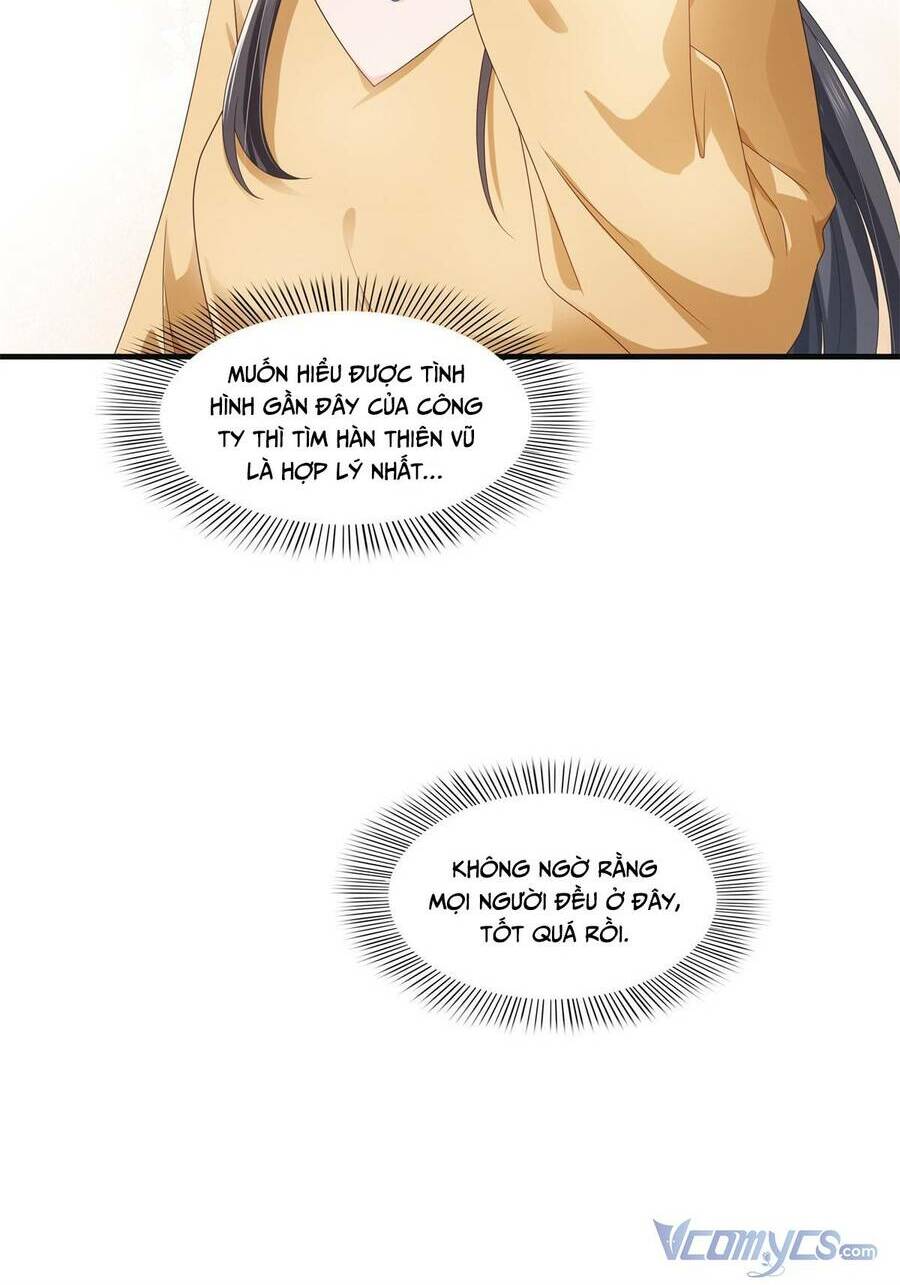 MUỐN HIỂU ĐƯỢC TÌNH
HÌNH GẦN ĐÂY CỦA CÔNG
TY THÌ TÌM HÀN THIÊN VŨ
LÀ HỢP LÝ NHẤT...
KHÔNG NGỜ RẰNG
MỌI NGƯỜI ĐỀU Ở ĐÂY,
TỐT QUÁ RỒI.
VCOMYCS.com